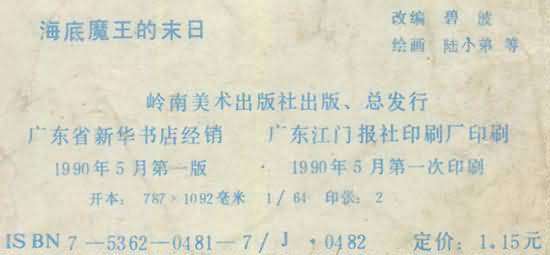 海底魔王的末日
改编 碧波
绘画 陆小弟 等
岭南美术出版社出版、总发行
广东省新华书店经销 广东江门报社印刷厂印刷
1990年5月第一版 1990年5月第一次印刷
开本: 787×1092毫米 1/64 印张: 2
ISBN 7—5362—0481—7/J·0482 定价: 1.15元